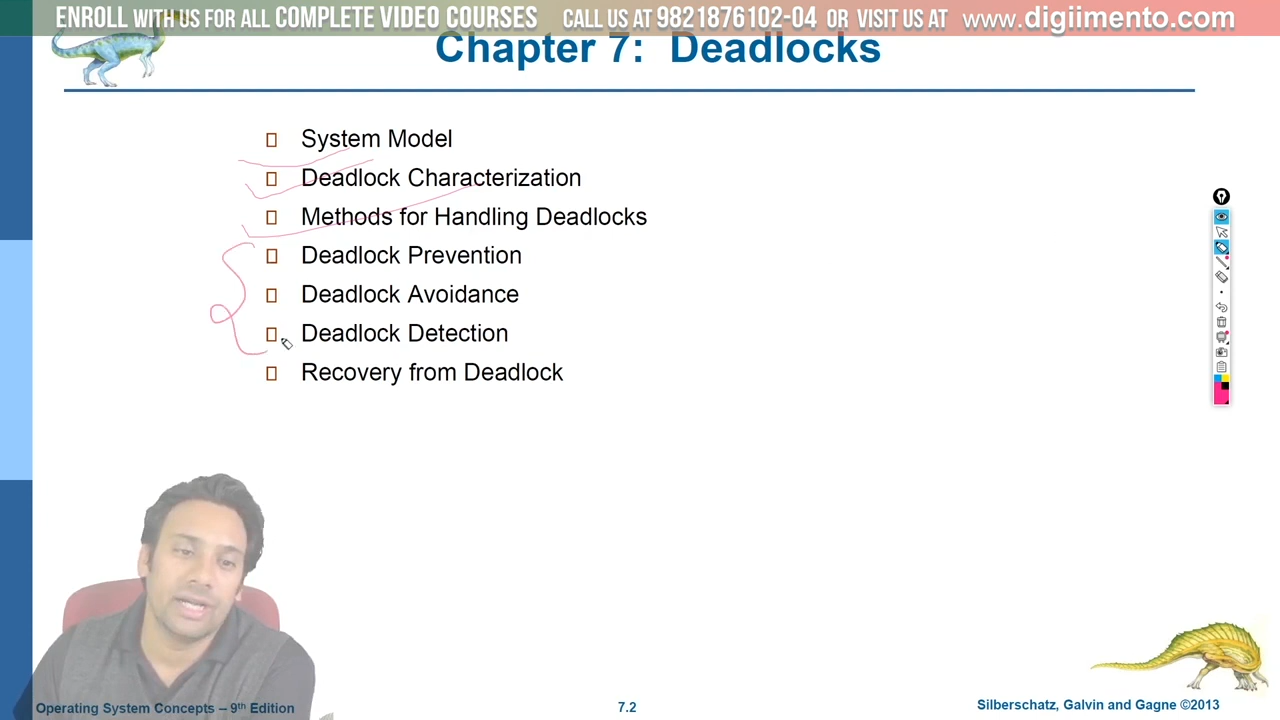 ENROLL WITH US FOR ALL COMPLETE VIDEO COURSES CALL US AT 9821876102-04 OR VISIT US AT www.digiimento.com
Chapter 7: Deadlocks
System Model
Deadlock Characterization
Methods for Handling Deadlocks
Deadlock Prevention
Deadlock Avoidance
Deadlock Detection
Recovery from Deadlock
Operating System Concepts – 9th Edition
7.2
Silberschatz, Galvin and Gagne ©2013